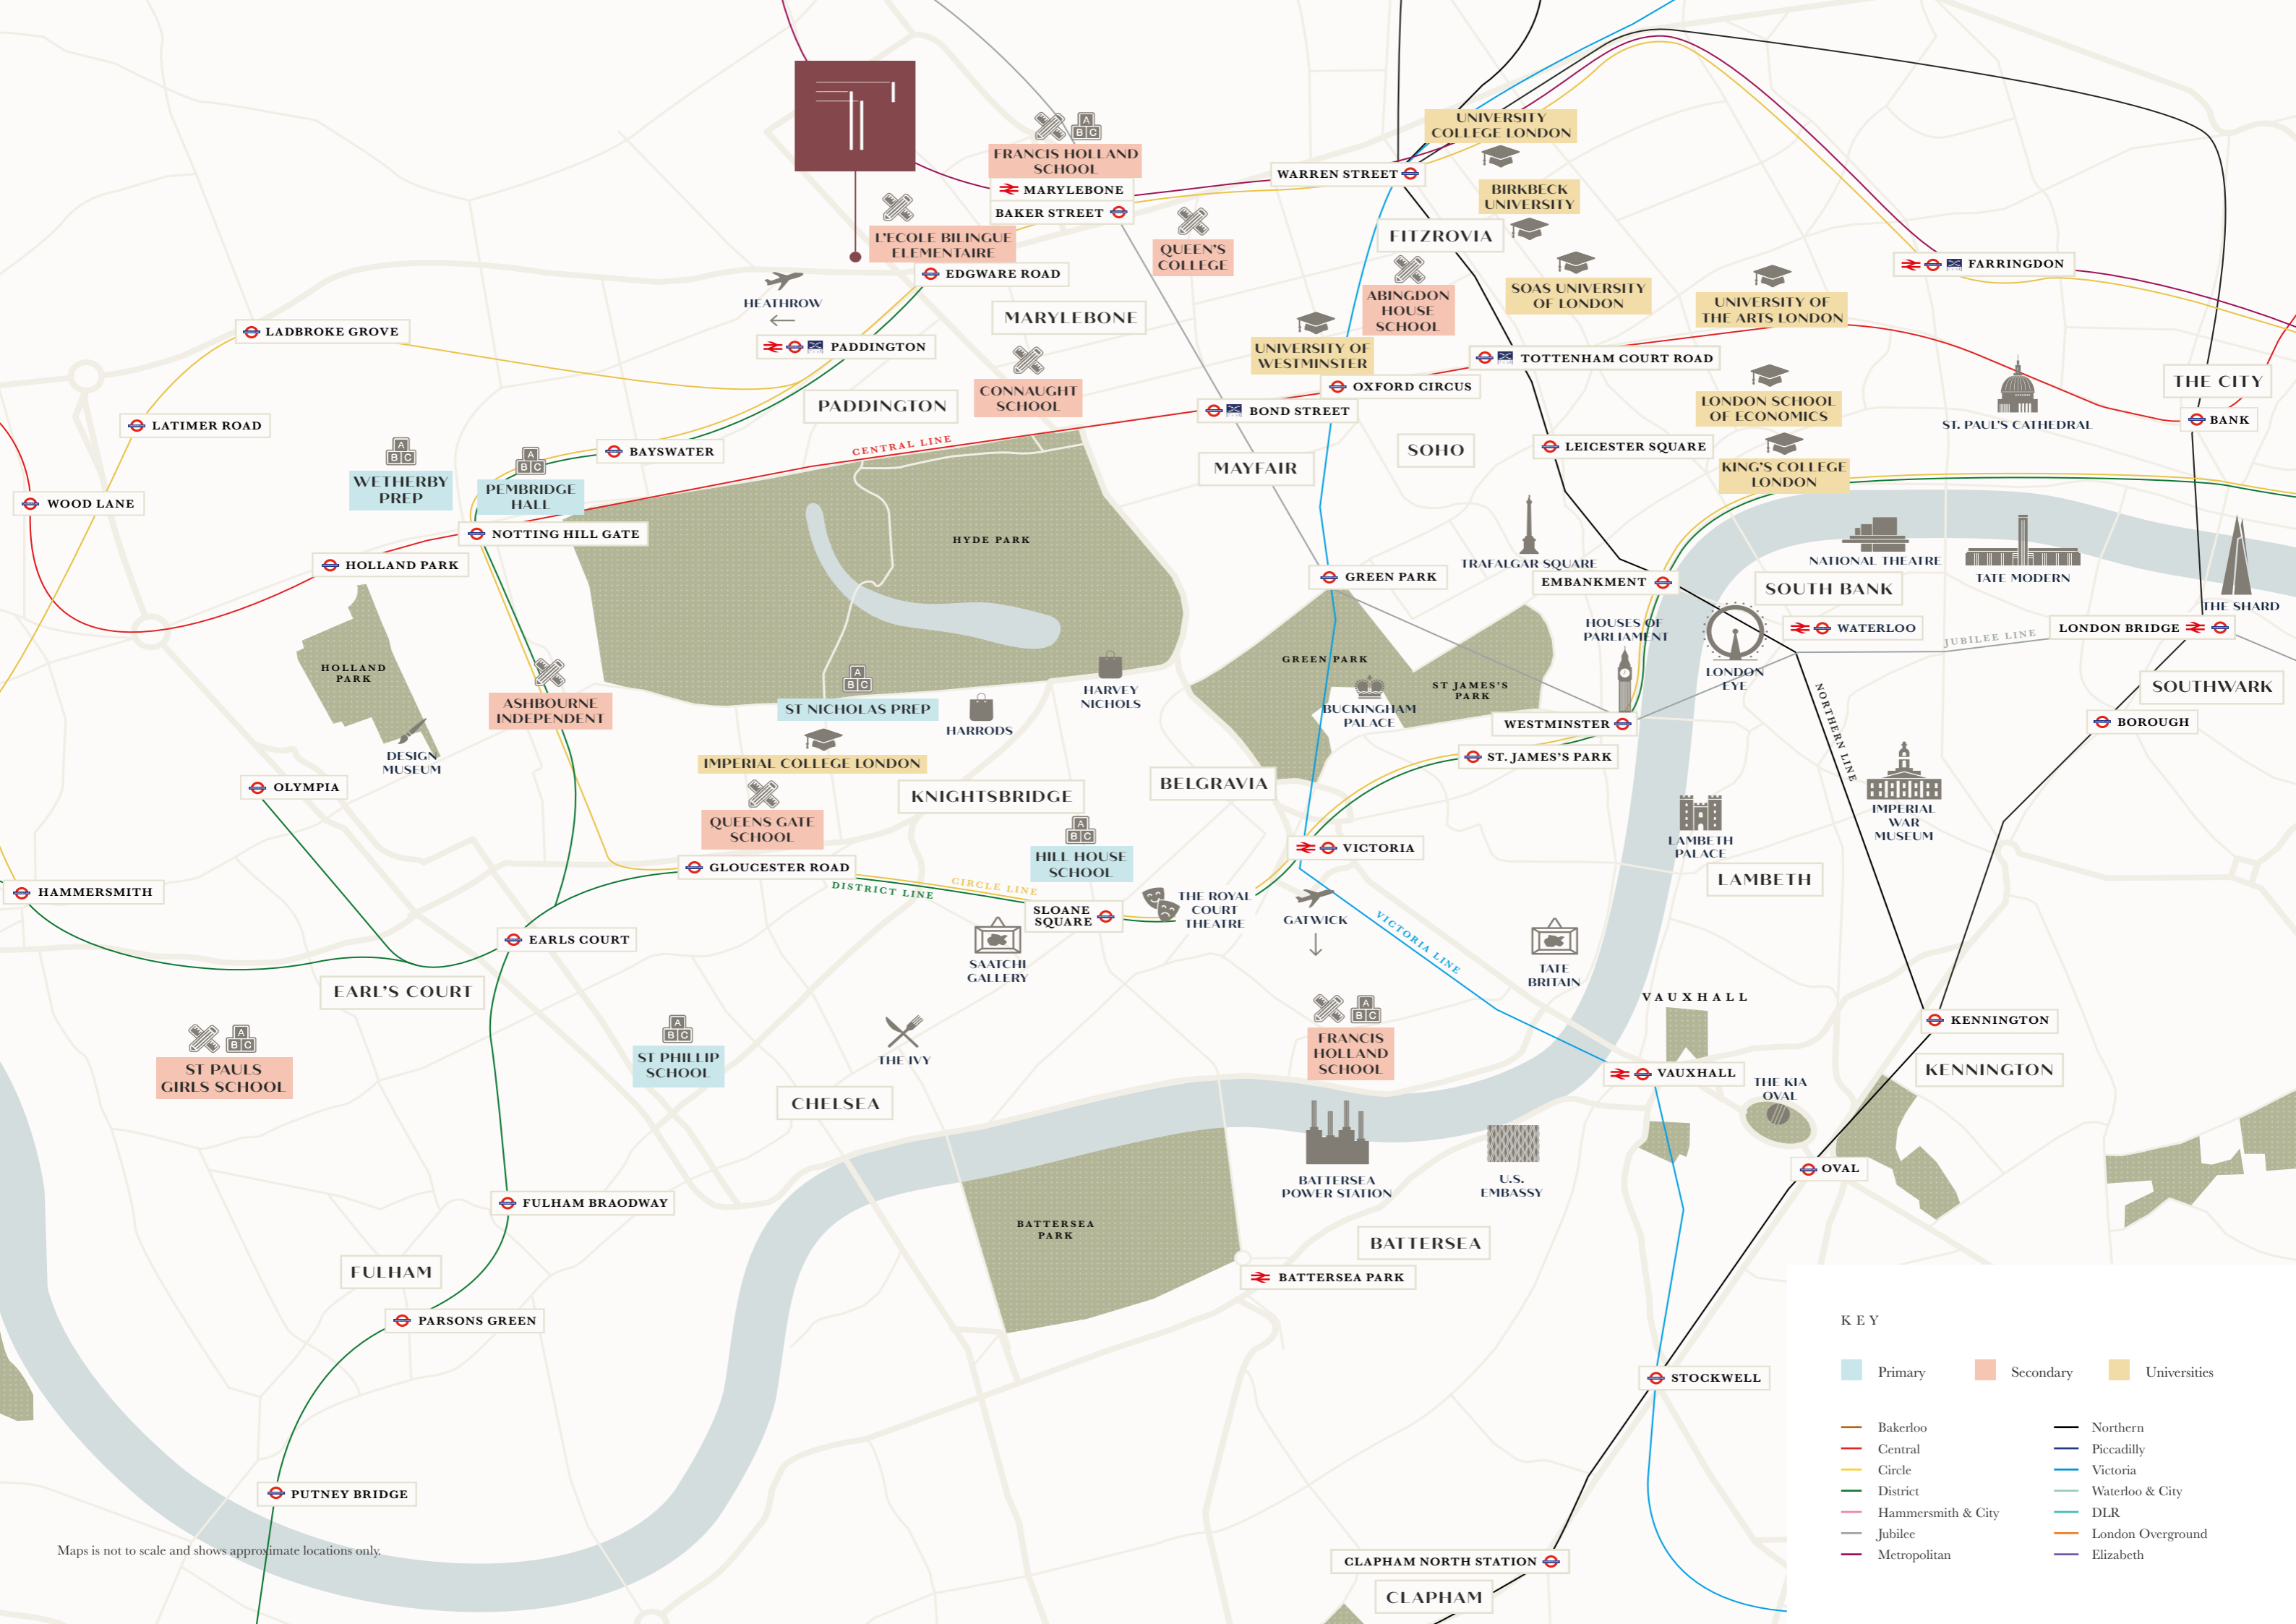 UNIVERSITY
COLLEGE LONDON
FRANCIS HOLLAND
SCHOOL
WARREN STREET
MARYLEBONE
BIRKBECK
UNIVERSITY
BAKER STREET
L'ECOLE BILINGUE
ELEMENTAIRE
QUEEN'S
COLLEGE
FITZROVIA
FARRINGDON
EDGWARE ROAD
HEATHROW
SOAS UNIVERSITY
OF LONDON
UNIVERSITY OF
THE ARTS LONDON
ABINGDON
HOUSE
SCHOOL
MARYLEBONE
LADBROKE GROVE
PADDINGTON
UNIVERSITY OF
WESTMINSTER
TOTTENHAM COURT ROAD
OXFORD CIRCUS
THE CITY
CONNAUGHT
SCHOOL
PADDINGTON
BOND STREET
LONDON SCHOOL
OF ECONOMICS
ST. PAUL'S CATHEDRAL
BANK
LATIMER ROAD
CENTRAL LINE
BAYSWATER
SOHO
LEICESTER SQUARE
MAYFAIR
KING'S COLLEGE
LONDON
WETHERBY
PREP
PEMBRIDGE
HALL
WOOD LANE
NOTTING HILL GATE
HYDE PARK
HOLLAND PARK
TRAFALGAR SQUARE
NATIONAL THEATRE
TATE MODERN
GREEN PARK
EMBANKMENT
SOUTH BANK
THE SHARD
HOUSES OF
PARLIAMENT
WATERLOO
JUBILEE LINE
LONDON BRIDGE
HOLLAND
PARK
GREEN PARK
LONDON
EYE
ST JAMES'S
PARK
SOUTHWARK
HARVEY
NICHOLS
ASHBOURNE
INDEPENDENT
ST NICHOLAS PREP
BUCKINGHAM
PALACE
WESTMINSTER
BOROUGH
HARRODS
NORTHERN LINE
DESIGN
MUSEUM
IMPERIAL COLLEGE LONDON
ST. JAMES'S PARK
OLYMPIA
KNIGHTSBRIDGE
BELGRAVIA
IMPERIAL
WAR
MUSEUM
QUEENS GATE
SCHOOL
LAMBETH
PALACE
VICTORIA
HILL HOUSE
SCHOOL
GLOUCESTER ROAD
LAMBETH
HAMMERSMITH
CIRCLE LINE
DISTRICT LINE
SLOANE
SQUARE
THE ROYAL
COURT
THEATRE
GATWICK
VICTORIA LINE
EARLS COURT
SAATCHI
GALLERY
TATE
BRITAIN
EARL'S COURT
VAUXHALL
KENNINGTON
THE IVY
FRANCIS
HOLLAND
SCHOOL
ST PHILLIP
SCHOOL
ST PAULS
GIRLS SCHOOL
VAUXHALL
KENNINGTON
THE KIA
OVAL
CHELSEA
OVAL
BATTERSEA
POWER STATION
U.S.
EMBASSY
FULHAM BRAODWAY
BATTERSEA
PARK
BATTERSEA
FULHAM
BATTERSEA PARK
PARSONS GREEN
STOCKWELL
PUTNEY BRIDGE
CLAPHAM NORTH STATION
CLAPHAM
Maps is not to scale and shows approximate locations only.
KEY
Primary
Secondary
Universities
Bakerloo
Central
Circle
District
Hammersmith & City
Jubilee
Metropolitan
Northern
Piccadilly
Victoria
Waterloo & City
DLR
London Overground
Elizabeth